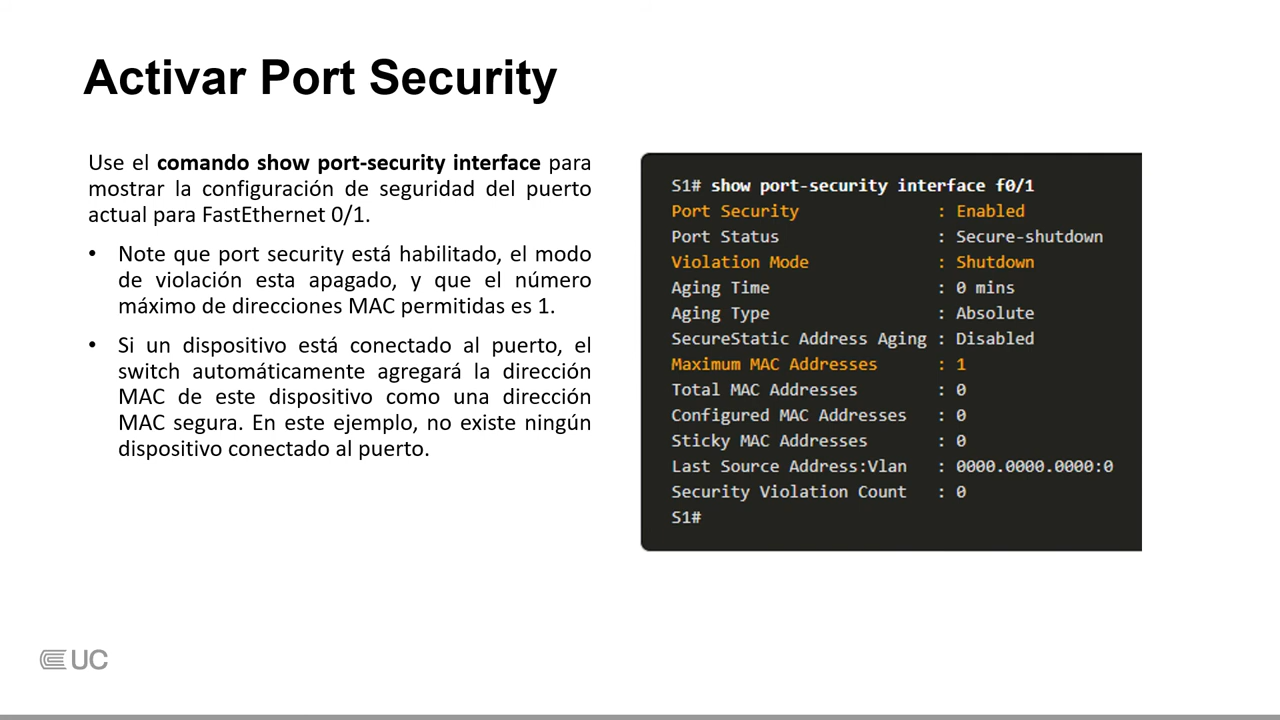 Activar Port Security
Use el comando show port-security interface para
mostrar la configuración de seguridad del puerto
actual para FastEthernet 0/1.
• Note que port security está habilitado, el modo
de violación esta apagado, y que el número
máximo de direcciones MAC permitidas es 1.
• Si un dispositivo está conectado al puerto, el
switch automáticamente agregará la dirección
MAC de este dispositivo como una dirección
MAC segura. En este ejemplo, no existe ningún
dispositivo conectado al puerto.
S1# show port-security interface f0/1
Port Security : Enabled
Port Status : Secure-shutdown
Violation Mode : Shutdown
Aging Time : 0 mins
Aging Type : Absolute
SecureStatic Address Aging : Disabled
Maximum MAC Addresses : 1
Total MAC Addresses : 0
Configured MAC Addresses : 0
Sticky MAC Addresses : 0
Last Source Address:Vlan : 0000.0000.0000:0
Security Violation Count : 0
S1#
UC